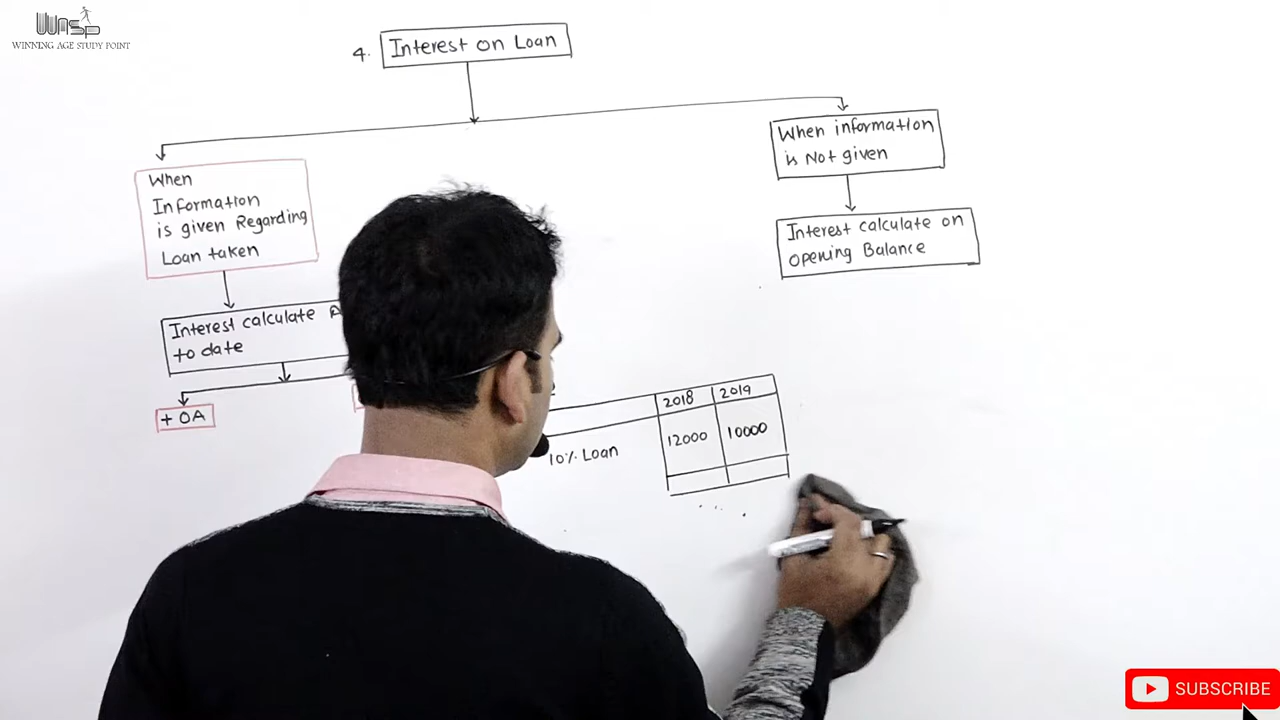 WASP
WINNING AGE STUDY POINT
4. Interest on Loan
When information
is Not given
When
Information
is given Regarding
Loan taken
Interest calculate on
opening Balance
Interest calculate
to date
+ OA
2018 2019
10% Loan 12000 10000
SUBSCRIBE